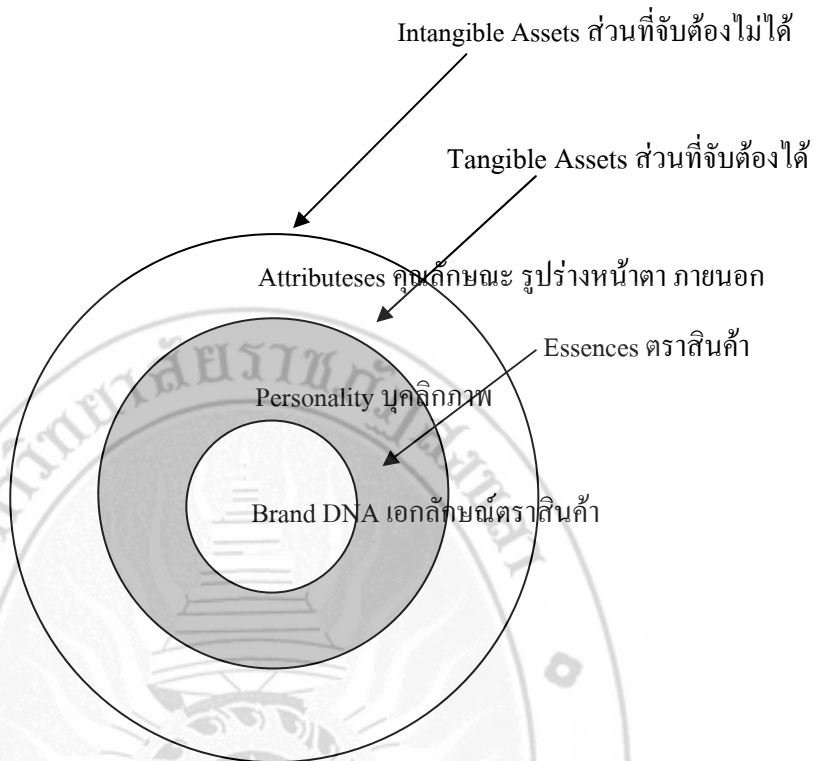 Intangible Assets ส่วนที่จับต้องไม่ได้
Tangible Assets ส่วนที่จับต้องได้
Attributeses คุณลักษณะ รูปร่างหน้าตา ภายนอก
Essences ตราสินค้า
Personality บุคลิกภาพ
Brand DNA เอกลักษณ์ตราสินค้า